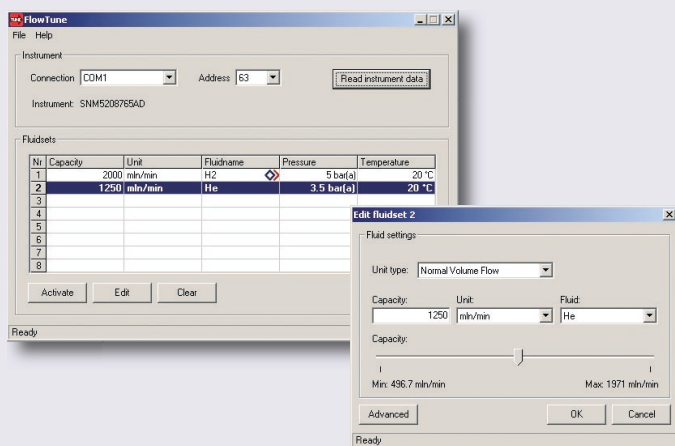 FlowTune
File Help
Instrument
Connection COM1 Address 63 Read instrument data
Instrument: SNM5208765AD
Fluidsets
Nr Capacity Unit Fluidname Pressure Temperature
1 2000 mln/min H2 5 bar(a) 20 °C
2 1250 mln/min He 3.5 bar(a) 20 °C
3
4
5
6
7
8
Activate Edit Clear
Ready
Edit fluidset 2
Fluid settings
Unit type: Normal Volume Flow
Capacity: Unit: Fluid:
1250 mln/min He
Capacity:
Min: 496.7 mln/min Max: 1971 mln/min
Advanced OK Cancel
Ready